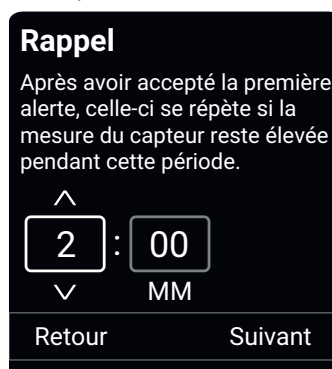 Rappel
Après avoir accepté la première
alerte, celle-ci se répète si la
mesure du capteur reste élevée
pendant cette période.
2 : 00
MM
Retour Suivant